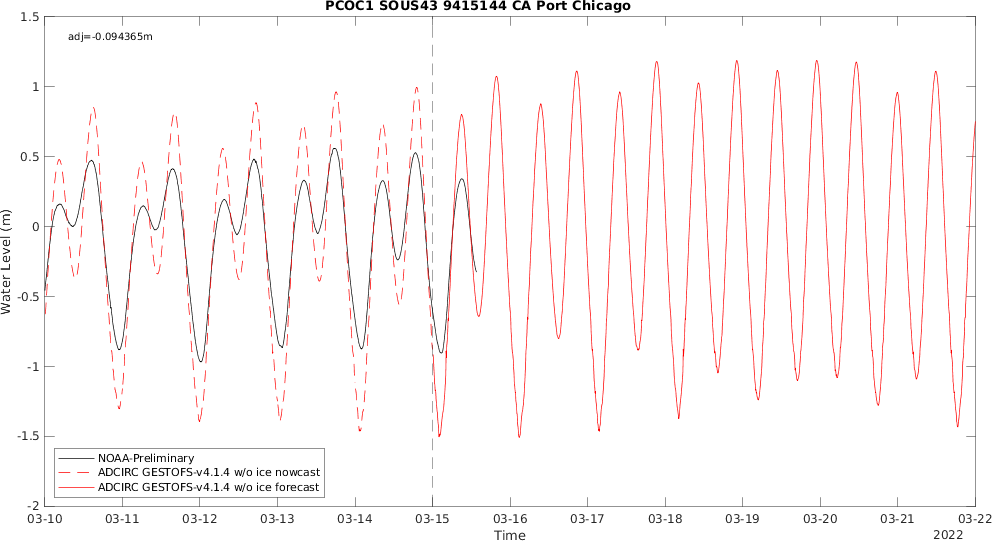 PCOC1 SOUS43 9415144 CA Port Chicago
adj=-0.094365m
1.5
1
0.5
0
-0.5
-1
-1.5
-2
Water Level (m)
NOAA-Preliminary
ADCIRC GESTOFS-v4.1.4 w/o ice nowcast
ADCIRC GESTOFS-v4.1.4 w/o ice forecast
03-10 03-11 03-12 03-13 03-14 03-15 03-16 03-17 03-18 03-19 03-20 03-21 03-22
Time
2022